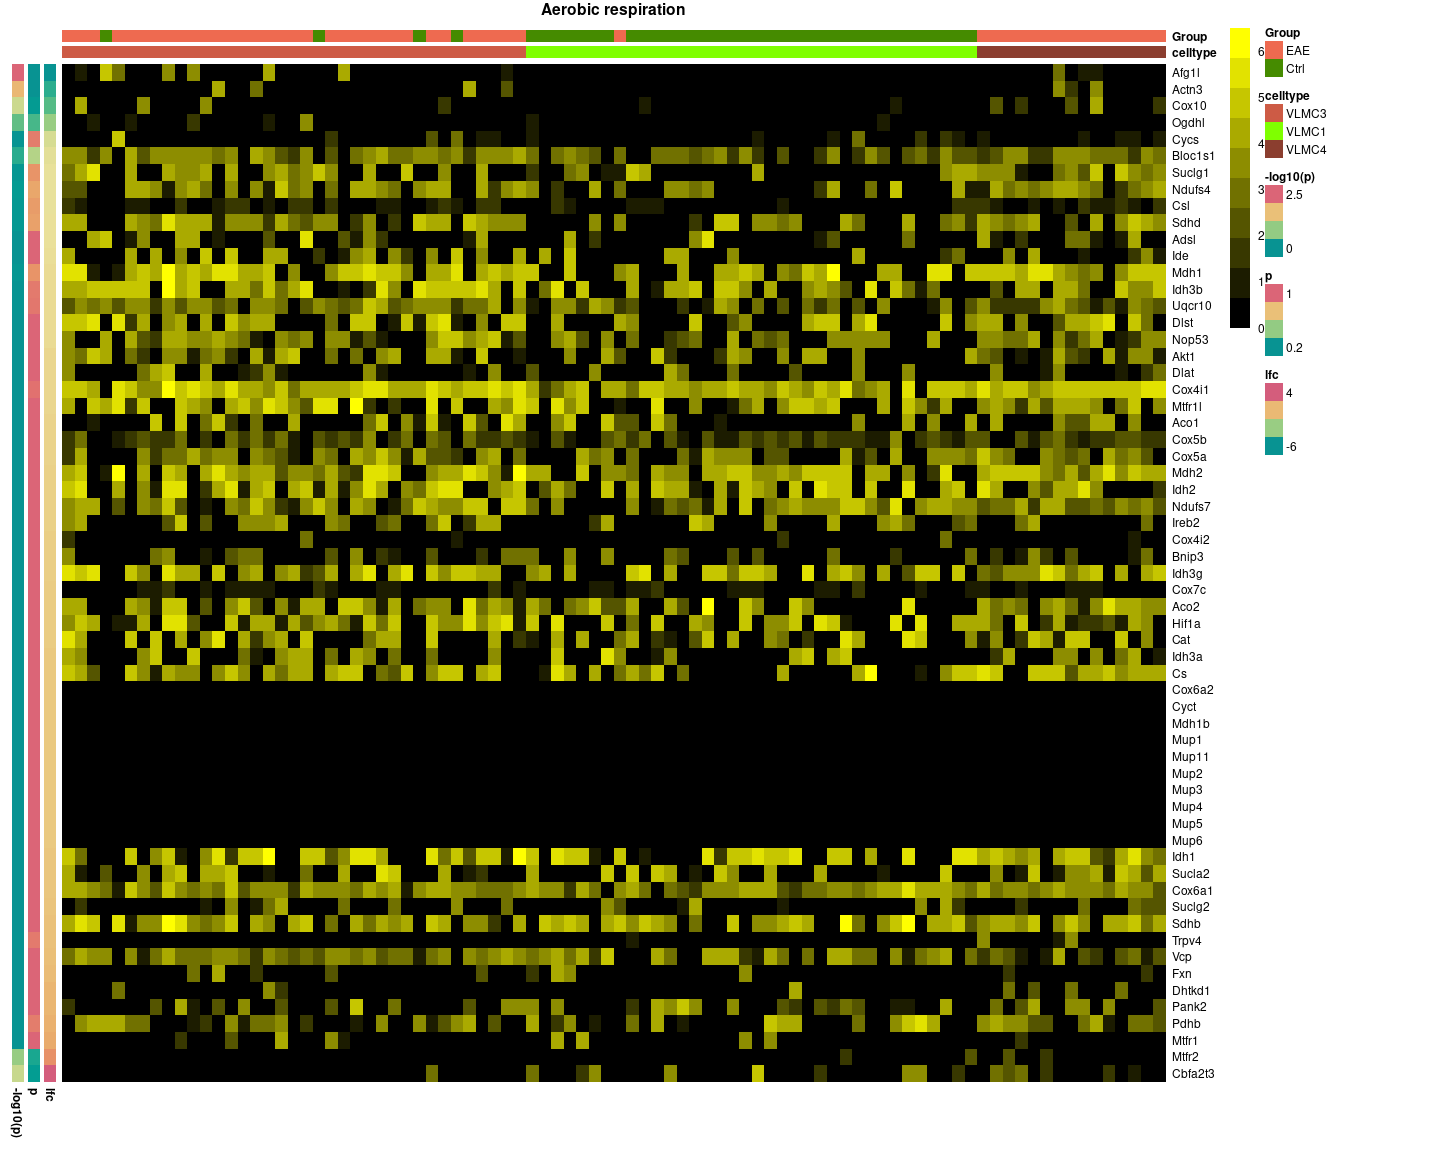 Aerobic respiration
Group
celltype
Afg1l
Actn3
Cox10
Ogdhl
Cycs
Bloc1s1
Suclg1
Ndufs4
Csl
Sdhd
Adsl
Ide
Mdh1
Idh3b
Uqcr10
Dlst
Nop53
Akt1
Dlat
Cox4i1
Mtfr1l
Aco1
Cox5b
Cox5a
Mdh2
Idh2
Ndufs7
Ireb2
Cox4i2
Bnip3
Idh3g
Cox7c
Aco2
Hif1a
Cat
Idh3a
Cs
Cox6a2
Cyct
Mdh1b
Mup1
Mup11
Mup2
Mup3
Mup4
Mup5
Mup6
Idh1
Sucla2
Cox6a1
Suclg2
Sdhb
Trpv4
Vcp
Fxn
Dhtkd1
Pank2
Pdhb
Mtfr1
Mtfr2
Cbfa2t3
-log10(p)
p
lfc
6
5
4
3
2
1
0
Group
EAE
Ctrl
celltype
VLMC3
VLMC1
VLMC4
-log10(p)
2.5
0
p
1
0.2
lfc
4
-6